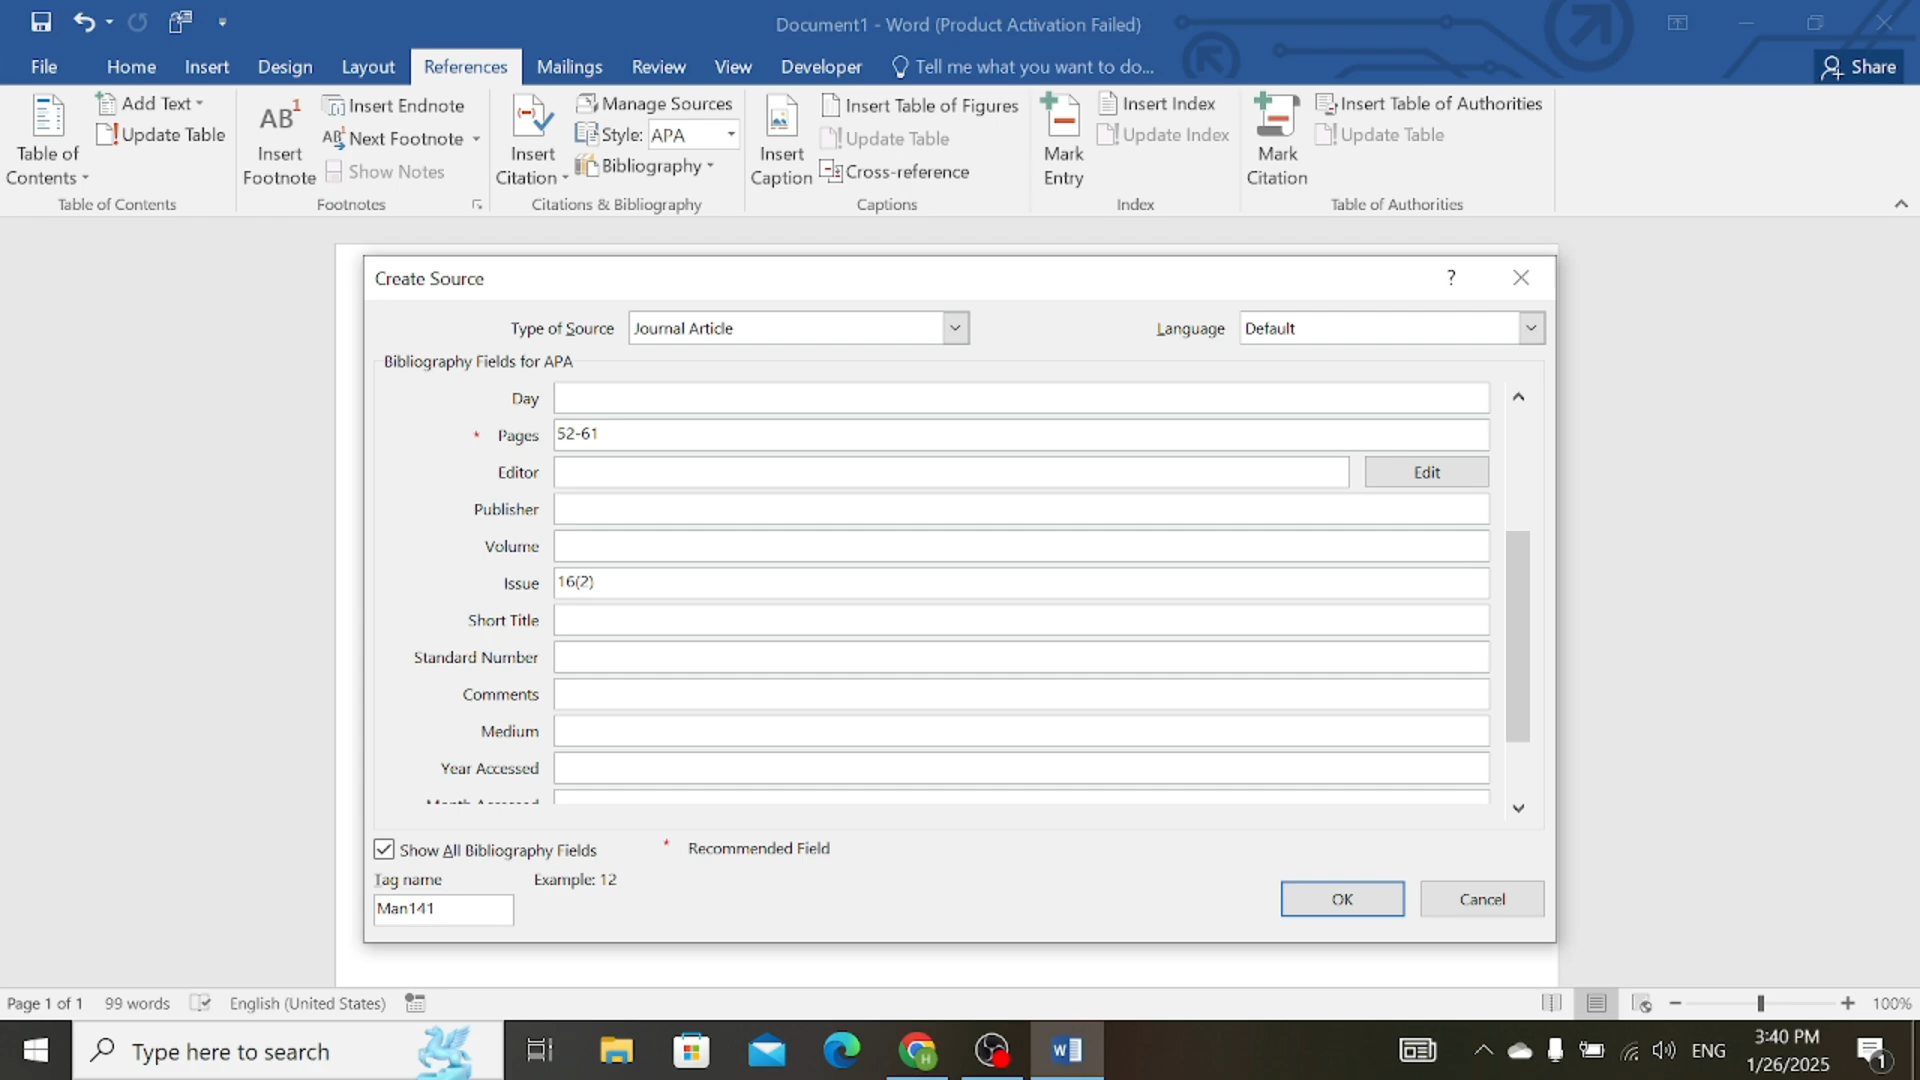 Document1 - Word (Product Activation Failed)
File Home Insert Design Layout References Mailings Review View Developer Tell me what you want to do... Share
Table of Contents
Add Text
Update Table
Table of Contents
AB1 Insert Footnote
Insert Endnote
AB1 Next Footnote
Show Notes
Footnotes
Insert Citation
Manage Sources
Style: APA
Bibliography
Citations & Bibliography
Insert Caption
Insert Table of Figures
Update Table
Cross-reference
Captions
Mark Entry
Insert Index
Update Index
Index
Mark Citation
Insert Table of Authorities
Update Table
Table of Authorities
Create Source ?
Type of Source Journal Article Language Default
Bibliography Fields for APA
Day
* Pages 52-61
Editor Edit
Publisher
Volume
Issue 16(2)
Short Title
Standard Number
Comments
Medium
Year Accessed
Month Accessed
Show All Bibliography Fields * Recommended Field
Tag name Example: 12
Man141
OK Cancel
Page 1 of 1 99 words English (United States) 100%
Type here to search
H
W
ENG
3:40 PM
1/26/2025
1